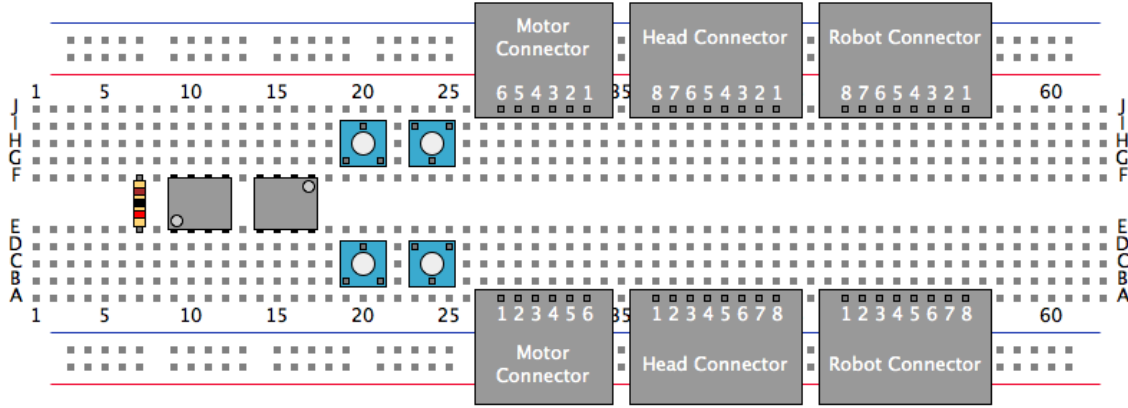 Motor
Connector
Head Connector
Robot Connector
6 5 4 3 2 1
8 7 6 5 4 3 2 1
8 7 6 5 4 3 2 1
1 5 10 15 20 25 35 60
J J
I I
H H
G G
F F
E E
D D
C C
B B
A A
1 5 10 15 20 25 35 60
1 2 3 4 5 6
1 2 3 4 5 6 7 8
1 2 3 4 5 6 7 8
Motor
Connector
Head Connector
Robot Connector